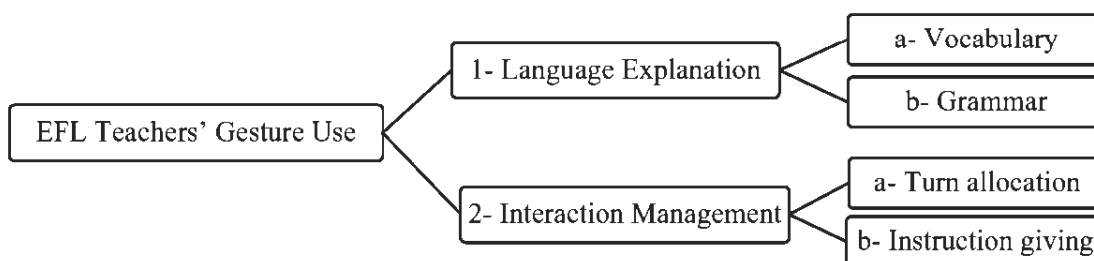 EFL Teachers' Gesture Use
1- Language Explanation
a- Vocabulary
b- Grammar
2- Interaction Management
a- Turn allocation
b- Instruction giving